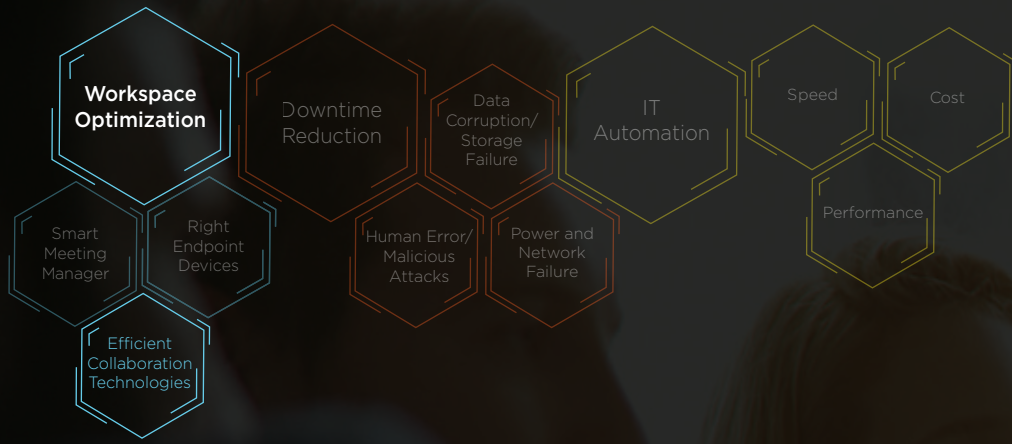 Workspace
Optimization
Downtime
Reduction
Data
Corruption/
Storage
Failure
IT
Automation
Speed
Cost
Smart
Meeting
Manager
Right
Endpoint
Devices
Human Error/
Malicious
Attacks
Power and
Network
Failure
Performance
Efficient
Collaboration
Technologies